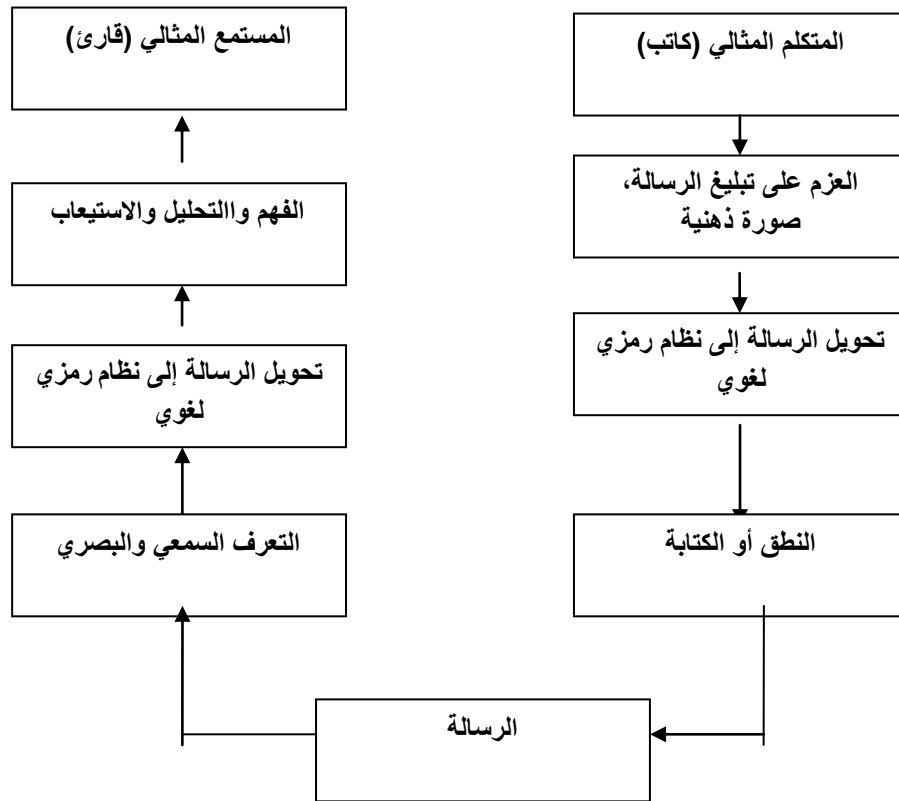 المتكلم المثالي (كاتب)
العزم على تبليغ الرسالة،
صورة ذهنية
تحويل الرسالة إلى نظام رمزي
لغوي
النطق أو الكتابة
الرسالة
التعرف السمعي والبصري
تحويل الرسالة إلى نظام رمزي
لغوي
الفهم واالتحليل والاستيعاب
المستمع المثالي (قارئ)